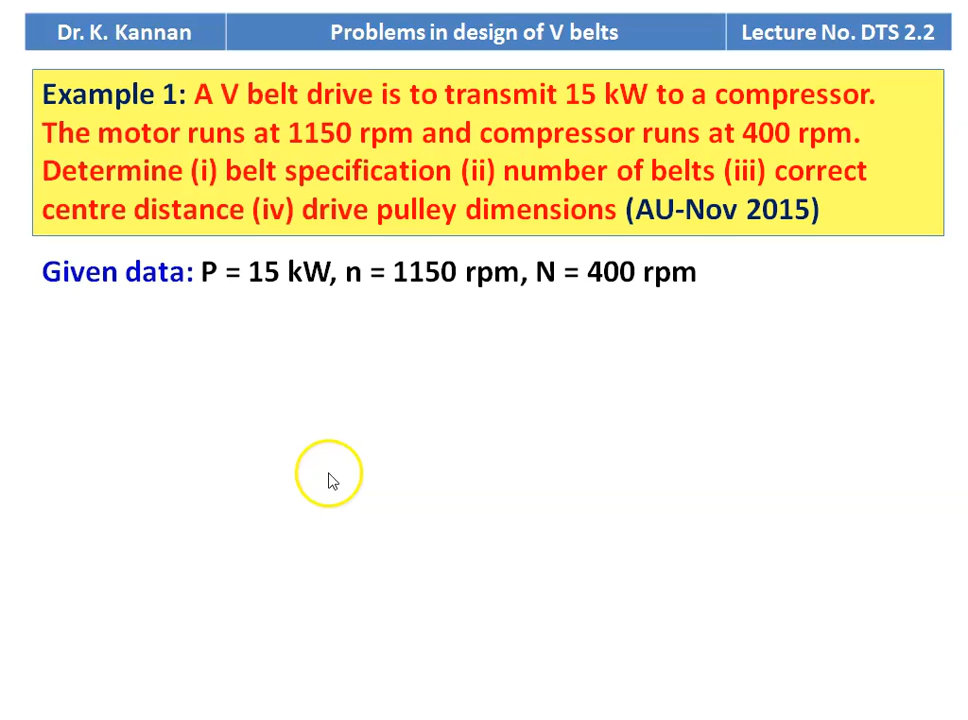 Dr. K. Kannan
Problems in design of V belts
Lecture No. DTS 2.2
Example 1: A V belt drive is to transmit 15 kW to a compressor.
The motor runs at 1150 rpm and compressor runs at 400 rpm.
Determine (i) belt specification (ii) number of belts (iii) correct
centre distance (iv) drive pulley dimensions (AU-Nov 2015)
Given data: P = 15 kW, n = 1150 rpm, N = 400 rpm